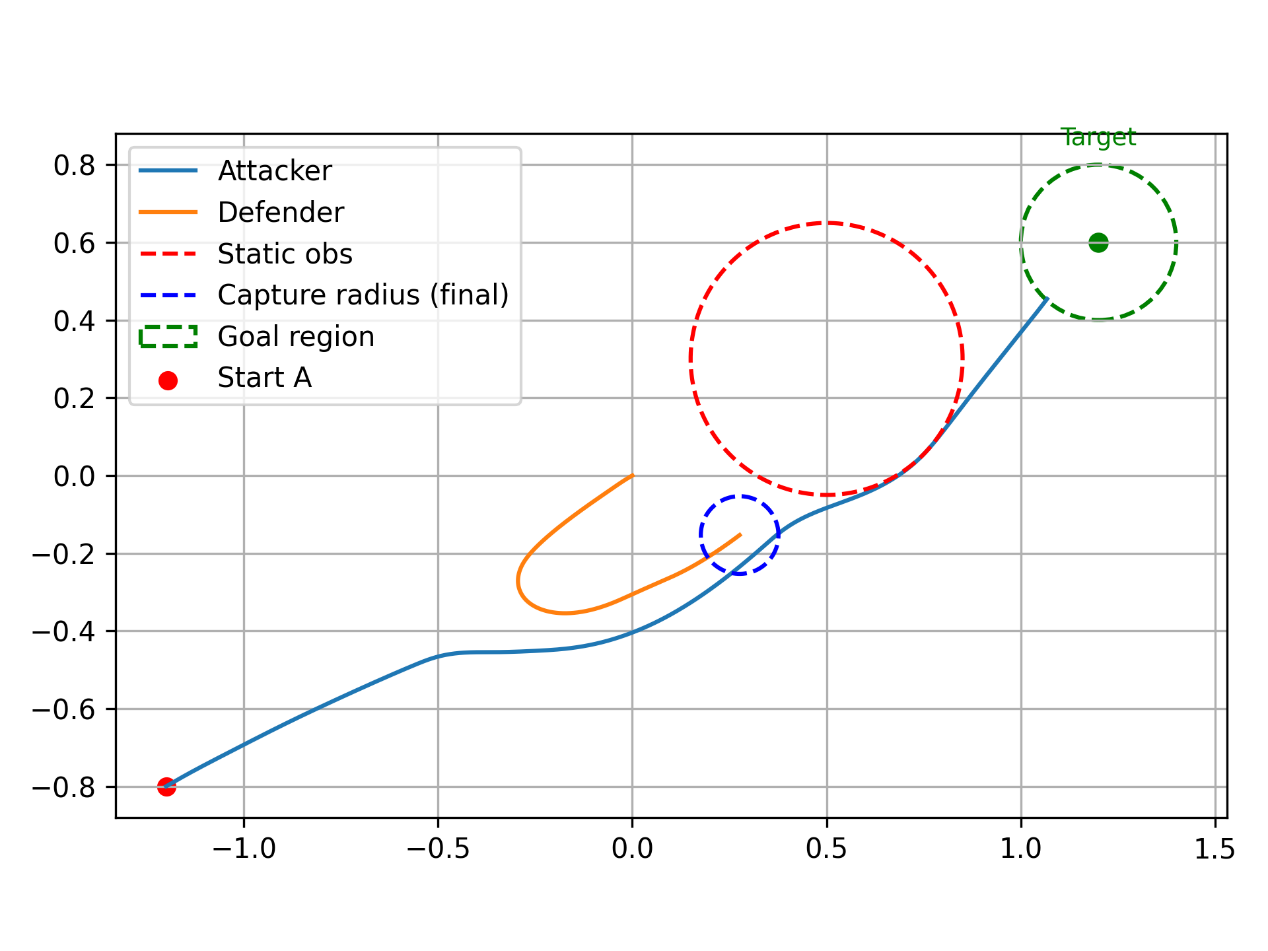 Target
Attacker
Defender
Static obs
Capture radius (final)
Goal region
Start A
0.8
0.6
0.4
0.2
0.0
−0.2
−0.4
−0.6
−0.8
−1.0 −0.5 0.0 0.5 1.0 1.5